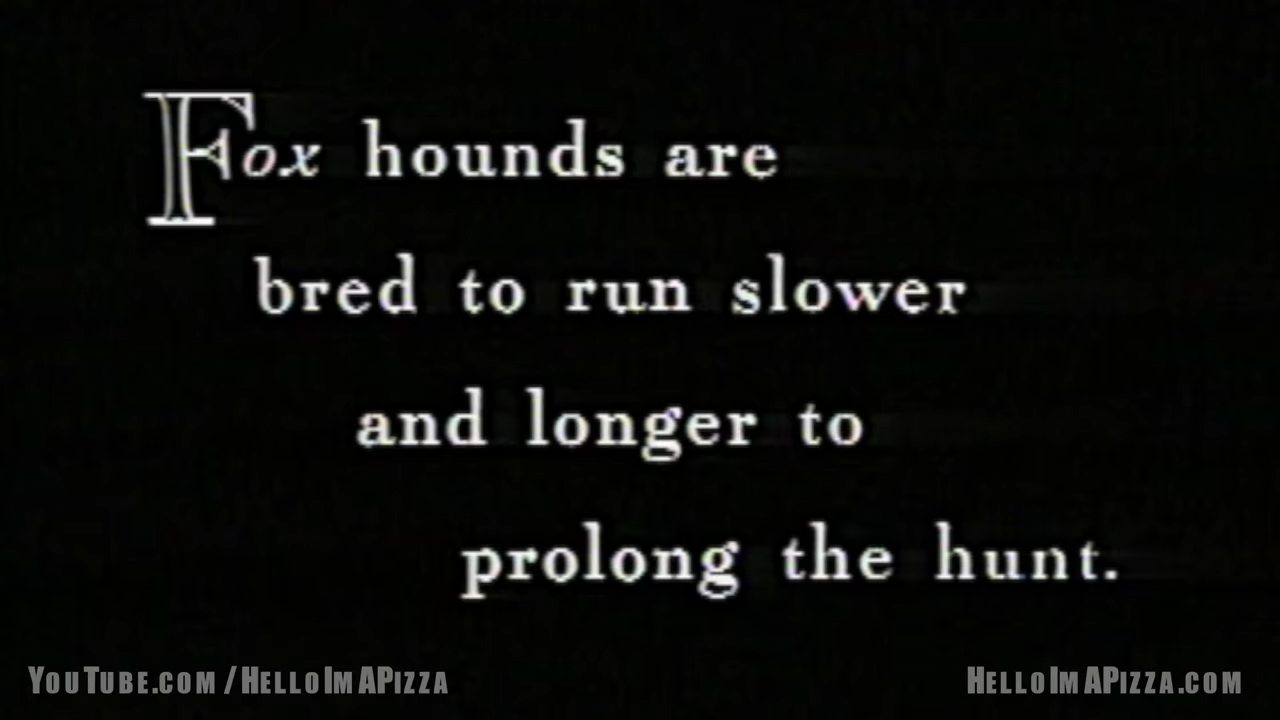 Fox hounds are
bred to run slower
and longer to
prolong the hunt.
YouTube.com/HelloImAPizza
HelloImAPizza.com